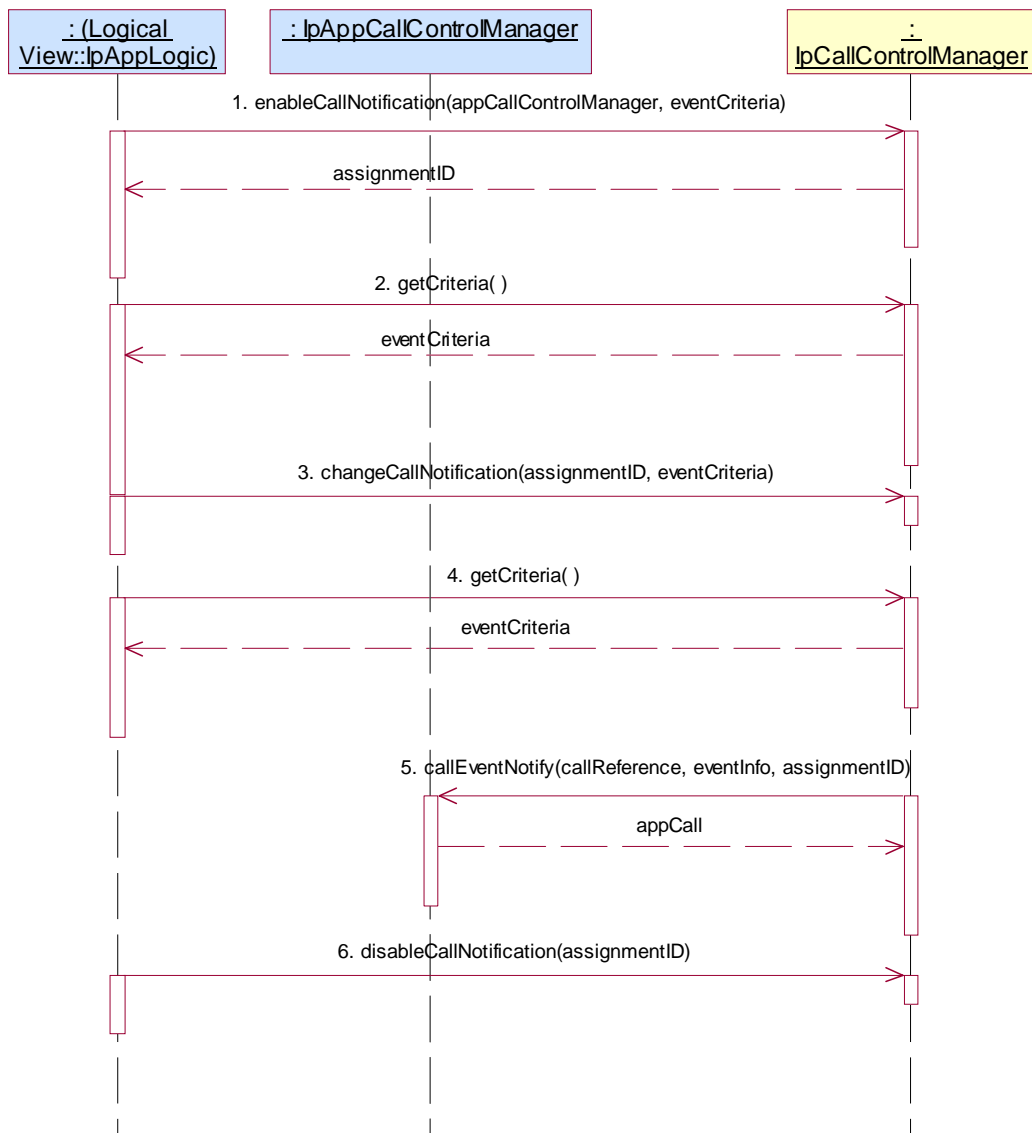 : (Logical
View::IpAppLogic)
: IpAppCallControlManager
:
IpCallControlManager
1. enableCallNotification(appCallControlManager, eventCriteria)
assignmentID
2. getCriteria( )
eventCriteria
3. changeCallNotification(assignmentID, eventCriteria)
4. getCriteria( )
eventCriteria
5. callEventNotify(callReference, eventInfo, assignmentID)
appCall
6. disableCallNotification(assignmentID)